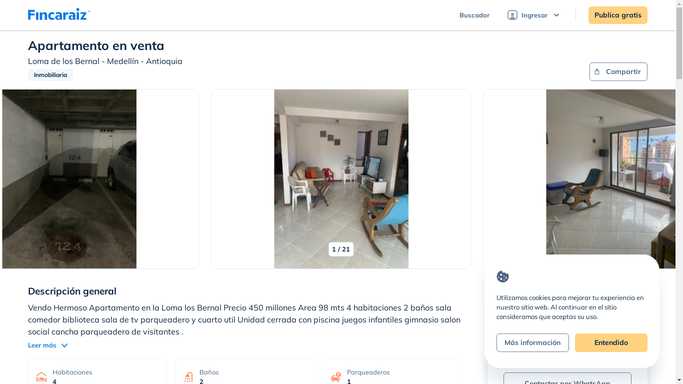 Fincaraiz
Buscador
Ingresar
Publica gratis
Apartamento en venta
Loma de los Bernal - Medellín - Antioquia
Inmobiliaria
Compartir
124
124
1 / 21
Descripción general
Vendo Hermoso Apartamento en la Loma los Bernal Precio 450 millones Area 98 mts 4 habitaciones 2 baños sala
comedor biblioteca sala de tv parqueadero y cuarto util Unidad cerrada con piscina juegos infantiles gimnasio salon
social cancha parqueadero de visitantes .
Leer más
Habitaciones
4
Baños
2
Parqueaderos
1
Utilizamos cookies para mejorar tu experiencia en
nuestro sitio web. Al continuar en el sitio
consideramos que aceptas su uso.
Más información
Entendido
Contactar por WhatsApp